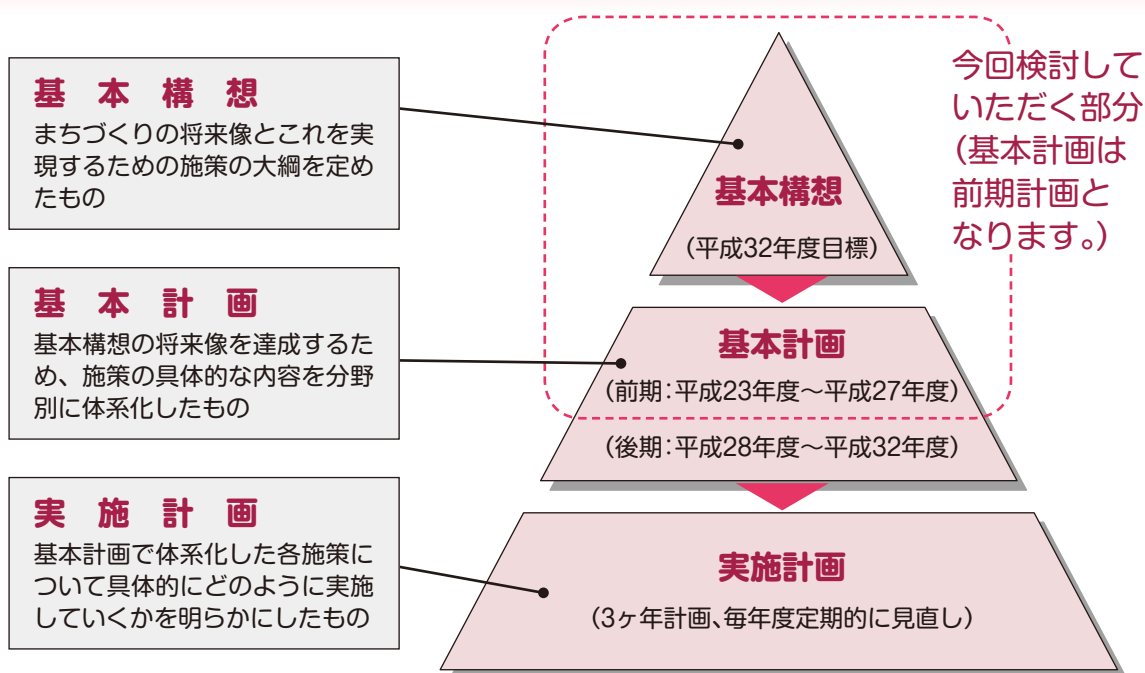 基本構想
まちづくりの将来像とこれを実
現するための施策の大綱を定め
たもの
基本計画
基本構想の将来像を達成するた
め、施策の具体的な内容を分野
別に体系化したもの
実施計画
基本計画で体系化した各施策に
ついて具体的にどのように実施
していくかを明らかにしたもの
基本構想
(平成32年度目標)
基本計画
(前期:平成23年度～平成27年度)
(後期:平成28年度～平成32年度)
実施計画
(3ヶ年計画、毎年度定期的に見直し)
今回検討して
いただく部分
(基本計画は
前期計画と
なります。)